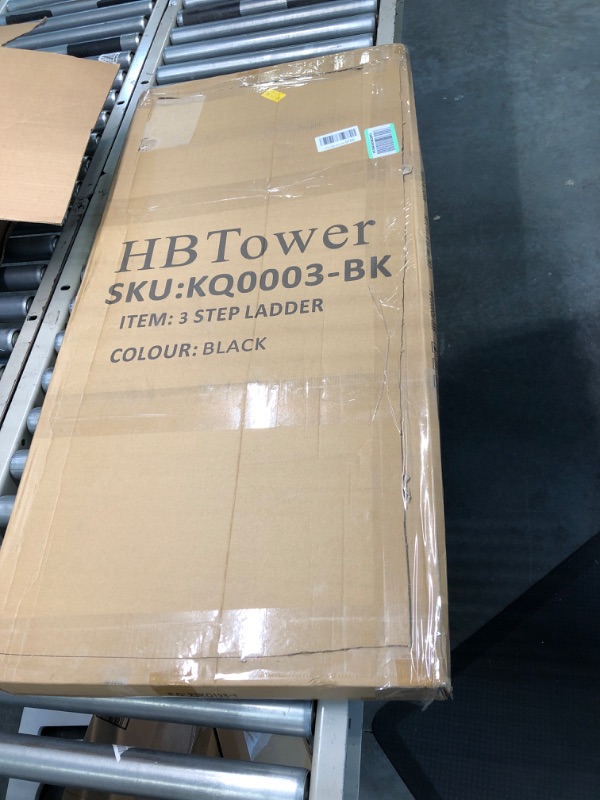 HBTower
SKU:KQ0003-BK
ITEM: 3 STEP LADDER
COLOUR: BLACK